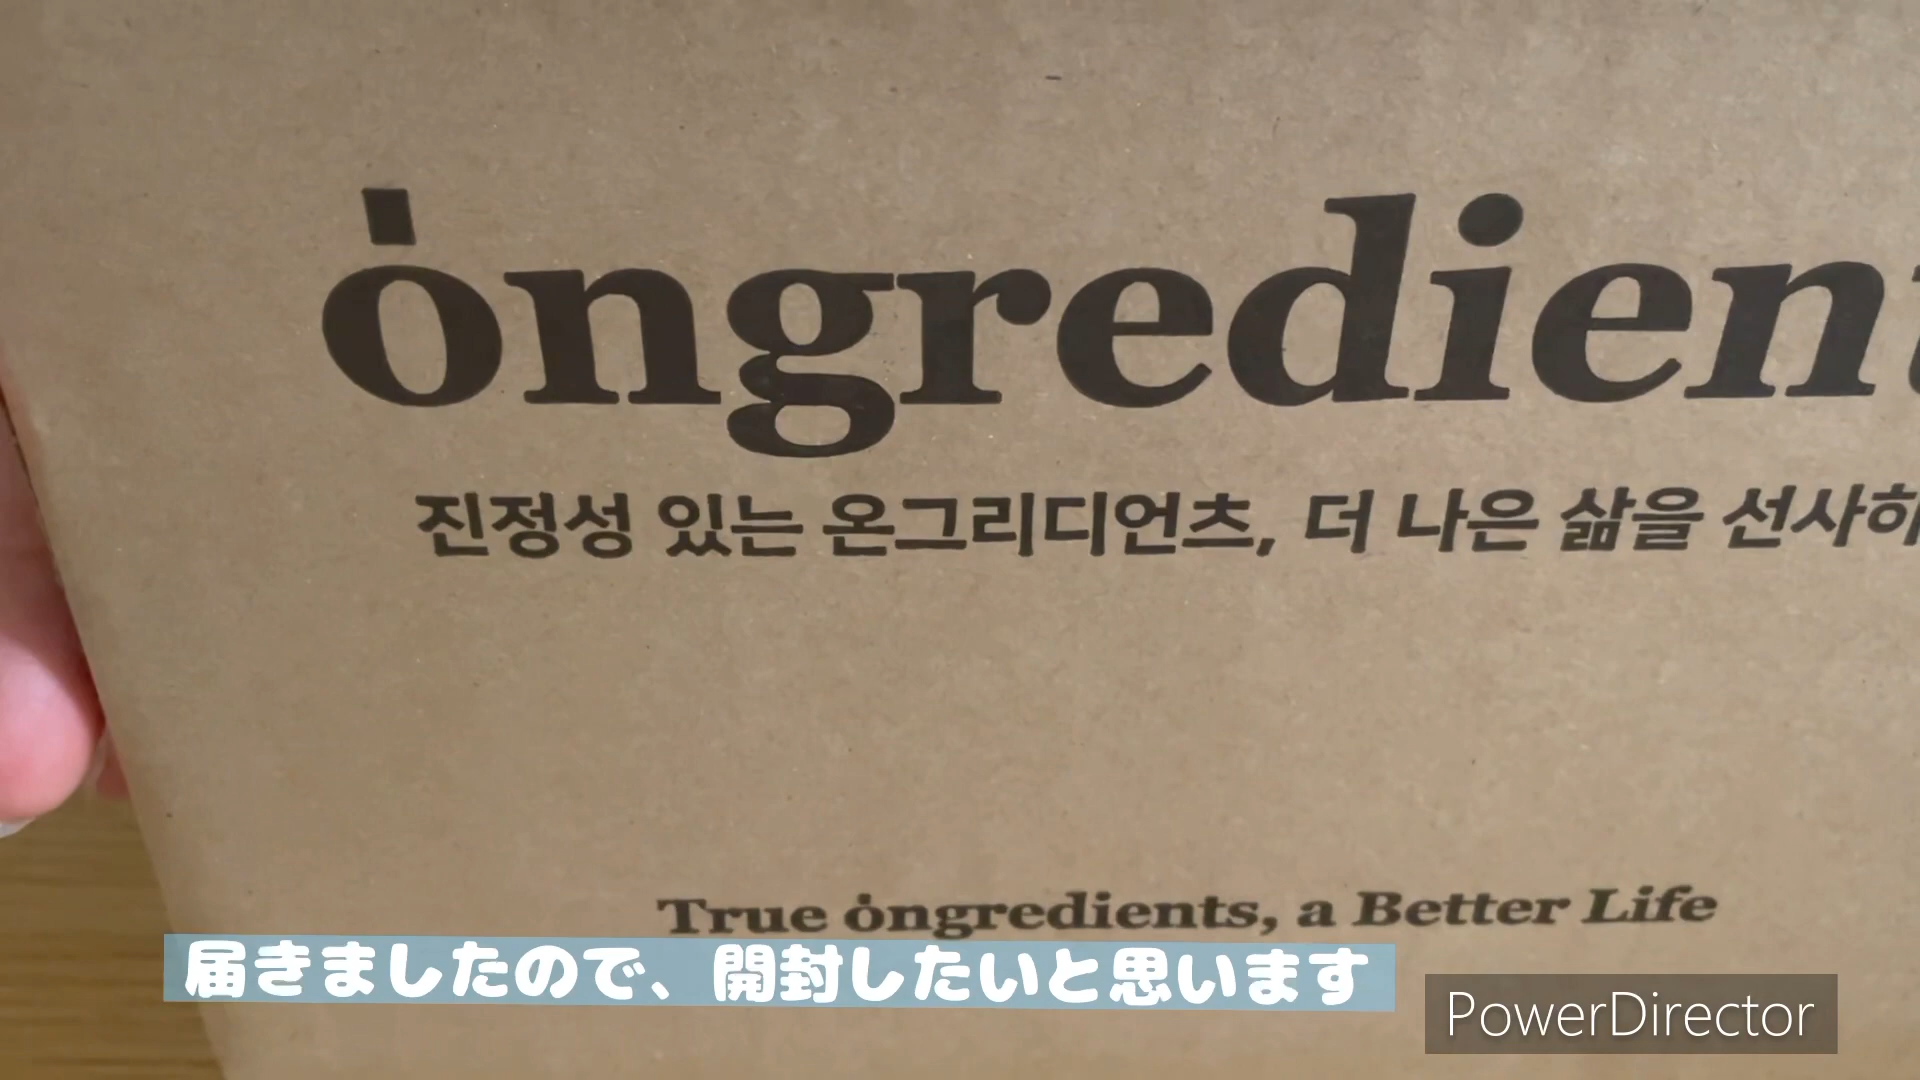 ȯngredient
진정성 있는 온그리디언츠, 더 나은 삶을 선사하
True ȯngredients, a Better Life
届きましたので、開封したいと思います
PowerDirector